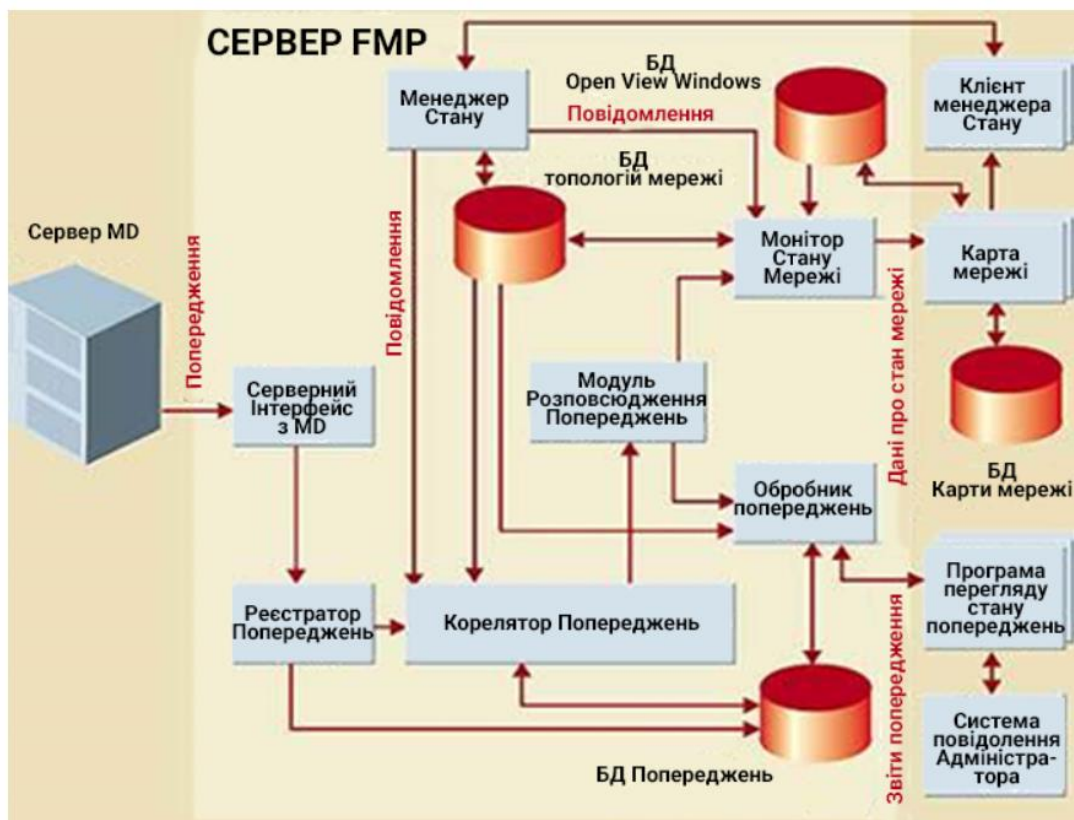 СЕРВЕР FMP
Менеджер
Стану
БД
Open View Windows
Повідомлення
Клієнт
менеджера
Стану
БД
топологій мережі
Сервер MD
Попередження
Повідомлення
Монітор
Стану
Мережі
Карта
мережі
Дані про стан мережі
Серверний
Інтерфейс
з MD
Модуль
Розповсюдження
Попереджень
БД
Карти мережі
Обробник
попереджень
Реєстратор
Попереджень
Корелятор Попереджень
Програма
перегляду
стану
попереджень
Звіти попередження
БД Попереджень
Система
повідолення
Адміністра-
тора